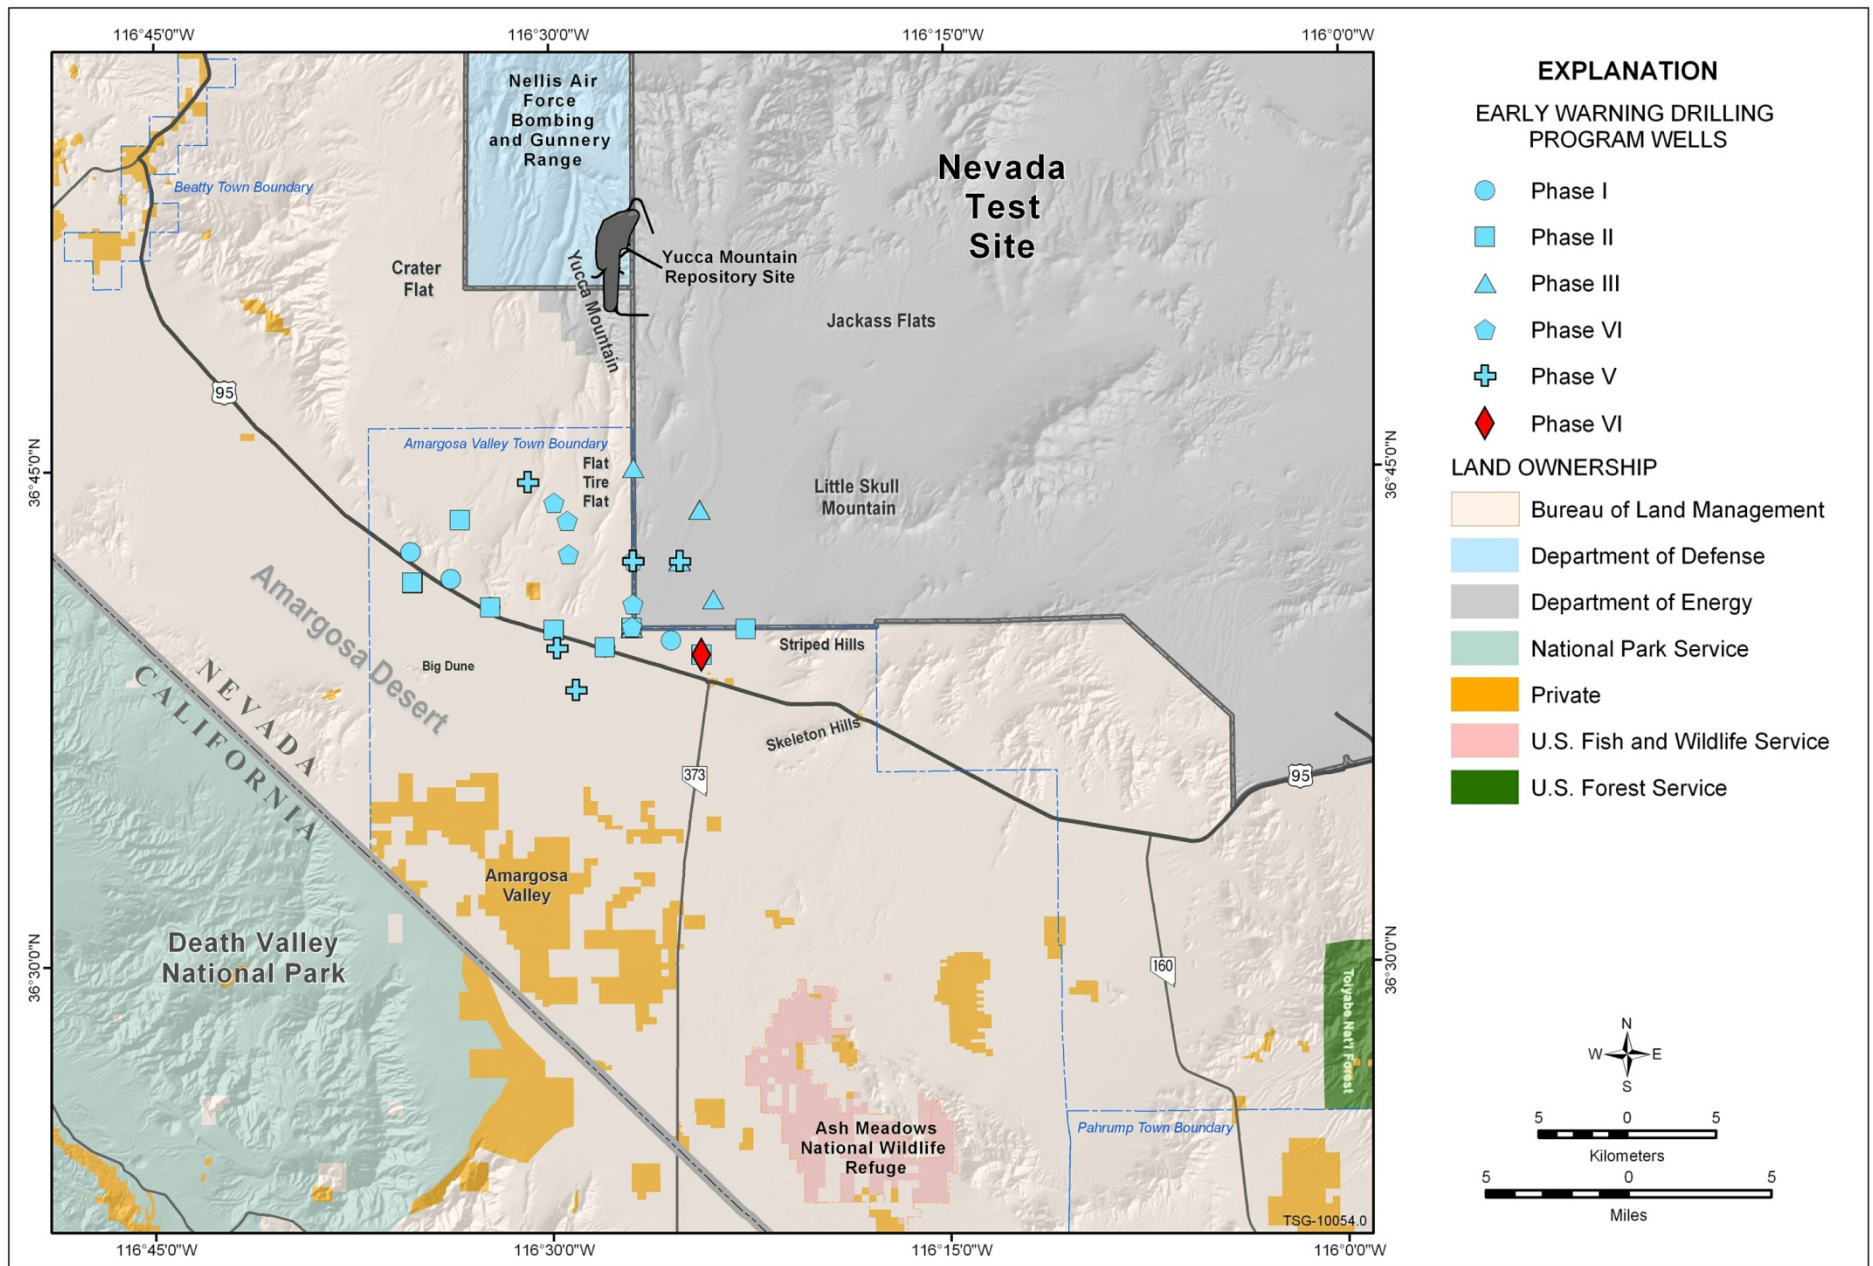 116°45'0"W
116°30'0"W
116°15'0"W
116°0'0"W
Nellis Air
Force
Bombing
and Gunnery
Range
Nevada
Test
Site
Beatty Town Boundary
Yucca Mountain
Repository Site
Crater
Flat
Yucca Mountain
Jackass Flats
95
Amargosa Valley Town Boundary
Flat
Tire
Flat
36°45'0"N
36°45'0"N
Little Skull
Mountain
Amargosa Desert
Striped Hills
Big Dune
NEVADA
CALIFORNIA
Skeleton Hills
373
95
Amargosa
Valley
Death Valley
National Park
160
36°30'0"N
36°30'0"N
Toiyabe Nat'l Forest
Ash Meadows
National Wildlife
Refuge
Pahrump Town Boundary
TSG-10054.0
116°45'0"W
116°30'0"W
116°15'0"W
116°0'0"W
EXPLANATION
EARLY WARNING DRILLING
PROGRAM WELLS
Phase I
Phase II
Phase III
Phase VI
Phase V
Phase VI
LAND OWNERSHIP
Bureau of Land Management
Department of Defense
Department of Energy
National Park Service
Private
U.S. Fish and Wildlife Service
U.S. Forest Service
N
W E
S
5 0 5
Kilometers
5 0 5
Miles